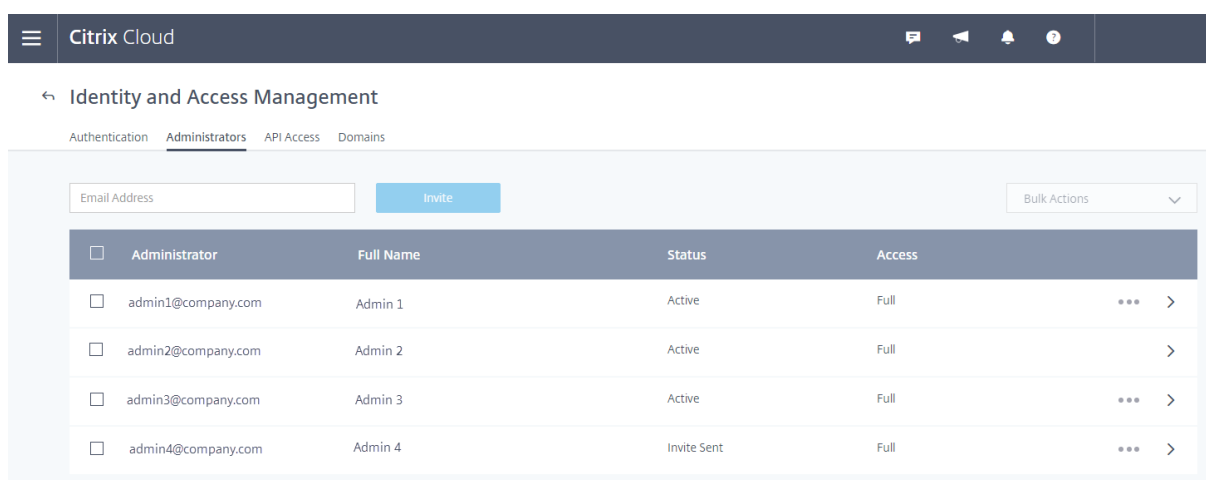 Citrix Cloud
?
Identity and Access Management
Authentication Administrators API Access Domains
Email Address Invite Bulk Actions
Administrator Full Name Status Access
admin1@company.com Admin 1 Active Full
admin2@company.com Admin 2 Active Full
admin3@company.com Admin 3 Active Full
admin4@company.com Admin 4 Invite Sent Full